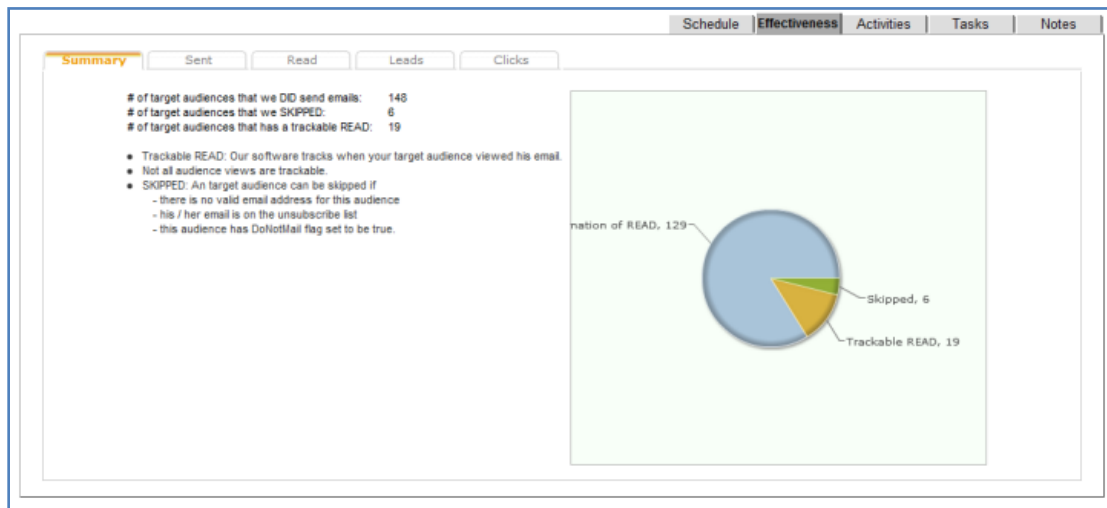 Schedule Effectiveness Activities Tasks Notes
Summary Sent Read Leads Clicks
# of target audiences that we DID send emails: 148
# of target audiences that we SKIPPED: 6
# of target audiences that has a trackable READ: 19
• Trackable READ: Our software tracks when your target audience viewed his email.
• Not all audience views are trackable.
• SKIPPED: An target audience can be skipped if
- there is no valid email address for this audience
- his / her email is on the unsubscribe list
- this audience has DoNotMail flag set to be true.
nation of READ, 129
Skipped, 6
Trackable READ, 19